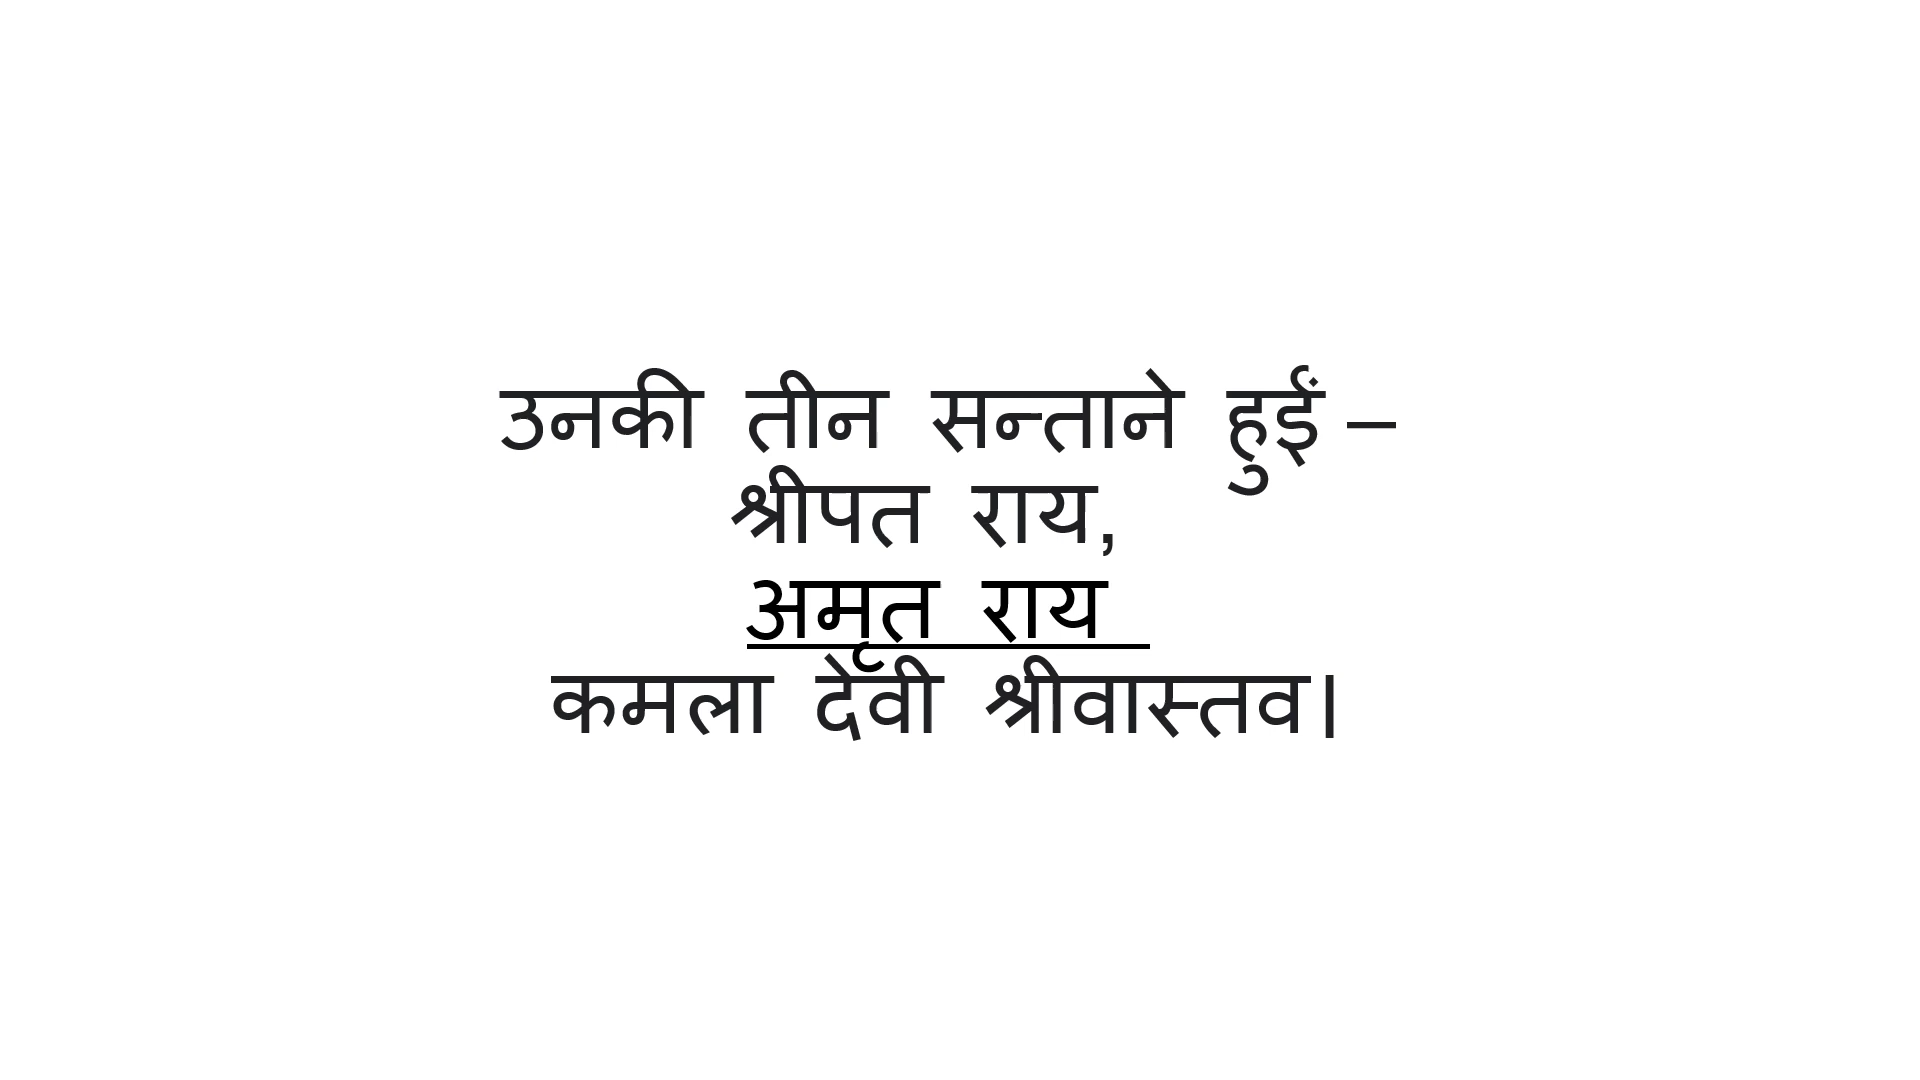 उनकी तीन सन्ताने हुईं –
श्रीपत राय,
अमृत राय
कमला देवी श्रीवास्तव।